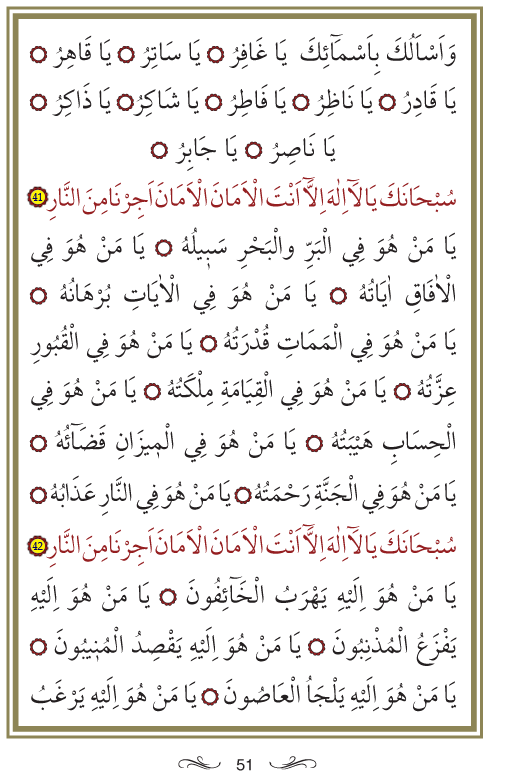 وَاَسْاَلُكَ بِاَسْمَآئِكَ يَا غَافِرُ ۞ يَا سَاتِرُ ۞ يَا قَاهِرُ ۞
يَا قَادِرُ ۞ يَا نَاظِرُ ۞ يَا فَاطِرُ ۞ يَا شَاكِرُ ۞ يَا ذَاكِرُ ۞
يَا نَاصِرُ ۞ يَا جَابِرُ ۞
سُبْحَانَكَ يَالَآ اِلٰهَ اِلَّآ اَنْتَ الْاَمَانَ الْاَمَانَ اَجِرْنَا مِنَ النَّارِ 41
يَا مَنْ هُوَ فِي الْبَرِّ والْبَحْرِ سَبٖيلُهُ ۞ يَا مَنْ هُوَ فِي
الْاٰفَاقِ اٰيَاتُهُ ۞ يَا مَنْ هُوَ فِي الْاٰيَاتِ بُرْهَانُهُ ۞
يَا مَنْ هُوَ فِي الْمَمَاتِ قُدْرَتُهُ ۞ يَا مَنْ هُوَ فِي الْقُبُورِ
عِزَّتُهُ ۞ يَا مَنْ هُوَ فِي الْقِيَامَةِ مِلْكَتُهُ ۞ يَا مَنْ هُوَ فِي
الْحِسَابِ هَيْبَتُهُ ۞ يَا مَنْ هُوَ فِي الْمٖيزَانِ قَضَآئُهُ ۞
يَا مَنْ هُوَ فِي الْجَنَّةِ رَحْمَتُهُ ۞ يَا مَنْ هُوَ فِي النَّارِ عَذَابُهُ ۞
سُبْحَانَكَ يَالَآ اِلٰهَ اِلَّآ اَنْتَ الْاَمَانَ الْاَمَانَ اَجِرْنَا مِنَ النَّارِ 42
يَا مَنْ هُوَ اِلَيْهِ يَهْرَبُ الْخَآئِفُونَ ۞ يَا مَنْ هُوَ اِلَيْهِ
يَفْزَعُ الْمُذْنِبُونَ ۞ يَا مَنْ هُوَ اِلَيْهِ يَقْصِدُ الْمُنٖيبُونَ ۞
يَا مَنْ هُوَ اِلَيْهِ يَلْجَاُ الْعَاصُونَ ۞ يَا مَنْ هُوَ اِلَيْهِ يَرْغَبُ
51